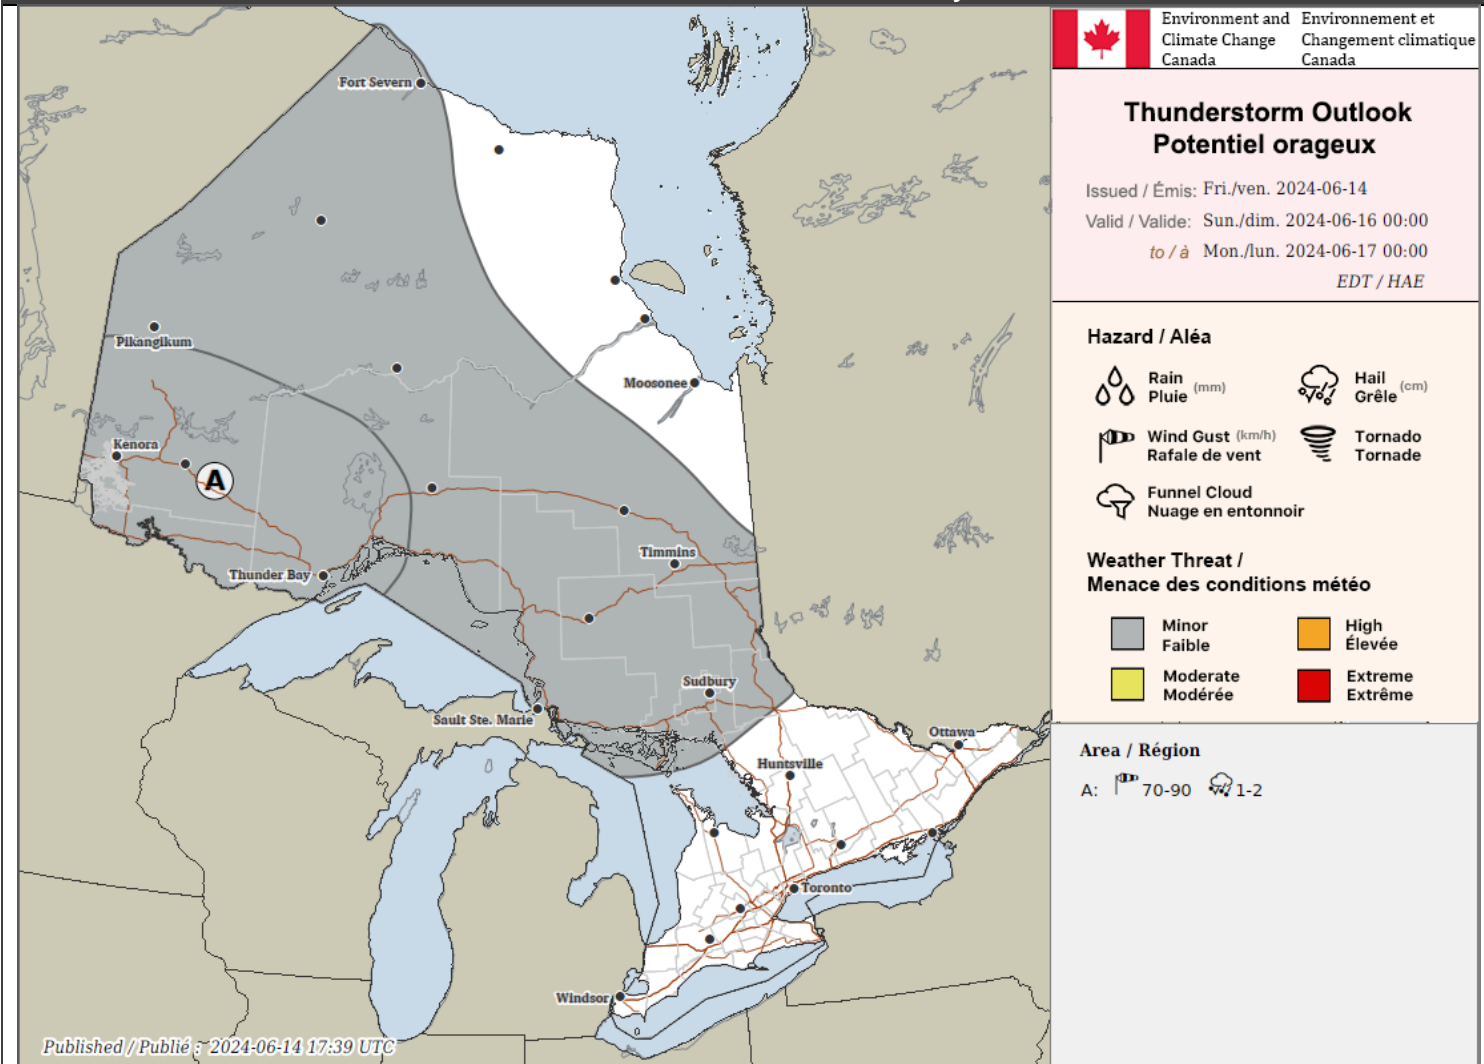 Environment and Climate Change Canada
Environnement et Changement climatique Canada
Thunderstorm Outlook
Potentiel orageux
Issued / Émis: Fri./ven. 2024-06-14
Valid / Valide: Sun./dim. 2024-06-16 00:00
to / à Mon./lun. 2024-06-17 00:00
EDT / HAE
Hazard / Aléa
Rain
Pluie (mm)
Hail
Grêle (cm)
Wind Gust (km/h)
Rafale de vent
Tornado
Tornade
Funnel Cloud
Nuage en entonnoir
Weather Threat /
Menace des conditions météo
Minor
Faible
High
Élevée
Moderate
Modérée
Extreme
Extrême
Area / Région
A: 70-90 1-2
Fort Severn
Pikangikum
Moosonee
Kenora
A
Timmins
Thunder Bay
Sudbury
Sault Ste. Marie
Ottawa
Huntsville
Toronto
Windsor
Published / Publié : 2024-06-14 17:39 UTC